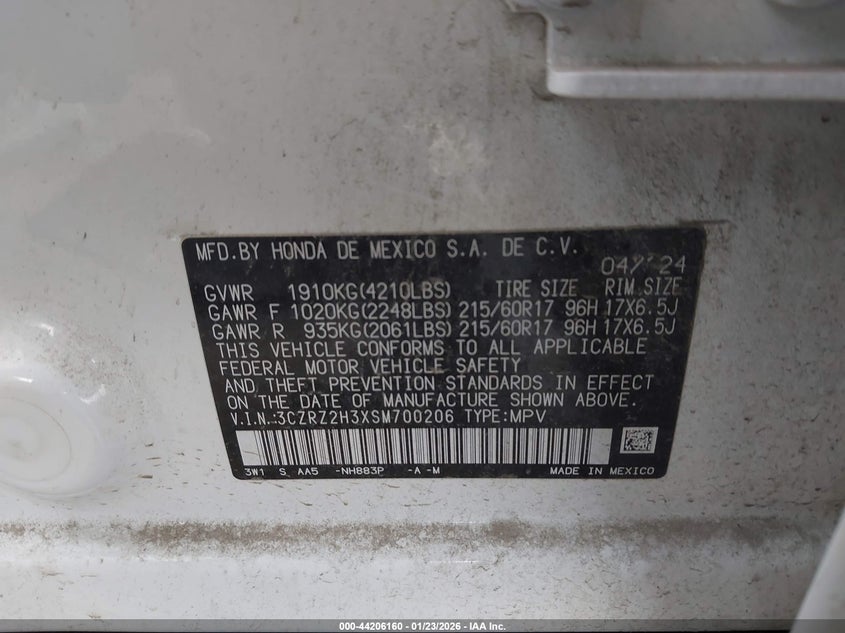 MFD.BY HONDA DE MEXICO S.A. DE C.V.
04/ 24
GVWR 1910KG(4210LBS) TIRE SIZE RIM SIZE
GAWR F 1020KG(2248LBS) 215/60R17 96H 17X6.5J
GAWR R 935KG(2061LBS) 215/60R17 96H 17X6.5J
THIS VEHICLE CONFORMS TO ALL APPLICABLE
FEDERAL MOTOR VEHICLE SAFETY
AND THEFT PREVENTION STANDARDS IN EFFECT
ON THE DATE OF MANUFACTURE SHOWN ABOVE.
V.I.N.:3CZRZ2H3XSM700206 TYPE:MPV
3W1 S AA5 -NH883P -A -M MADE IN MEXICO
000-44206160 - 01/23/2026 - IAA Inc.